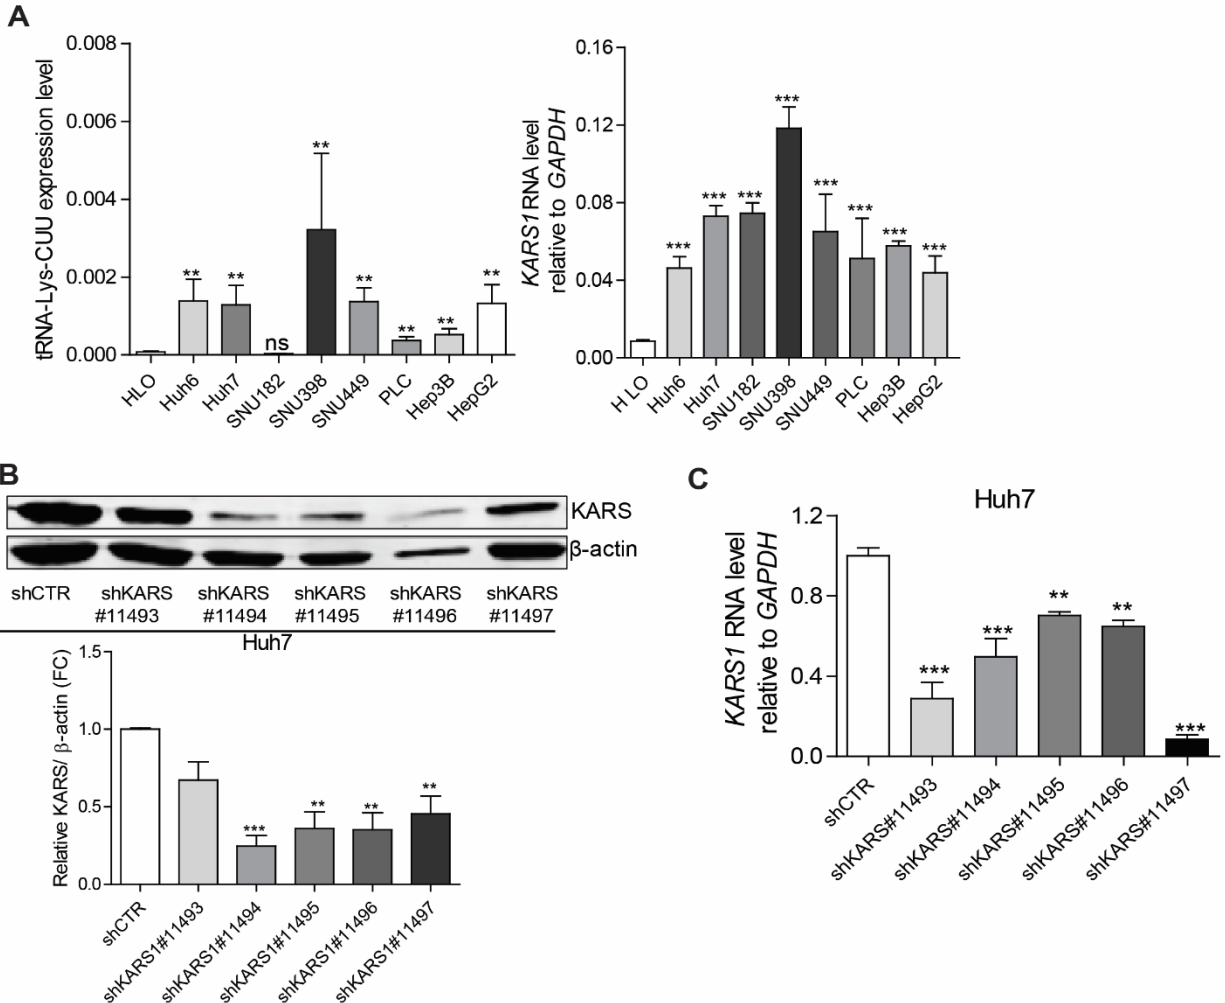 A
tRNA-Lys-CUU expression level
0.008
0.006
0.004
0.002
0.000
**
**
ns
**
**
**
**
**
HLO
Huh6
Huh7
SNU182
SNU398
SNU449
PLC
Hep3B
HepG2
KARS1 RNA level
relative to GAPDH
0.16
0.12
0.08
0.04
0.00
***
***
***
***
***
***
***
***
H LO
Huh6
Huh7
SNU182
SNU398
SNU449
PLC
Hep3B
HepG2
B
KARS
β-actin
shCTR shKARS shKARS shKARS shKARS shKARS
#11493 #11494 #11495 #11496 #11497
Huh7
Relative KARS/ β-actin (FC)
1.5
1.0
0.5
0.0
***
**
**
**
shCTR
shKARS1#11493
shKARS1#11494
shKARS1#11495
shKARS1#11496
shKARS1#11497
C
Huh7
KARS1 RNA level
relative to GAPDH
1.2
0.8
0.4
0.0
***
***
**
**
***
shCTR
shKARS#11493
shKARS#11494
shKARS#11495
shKARS#11496
shKARS#11497